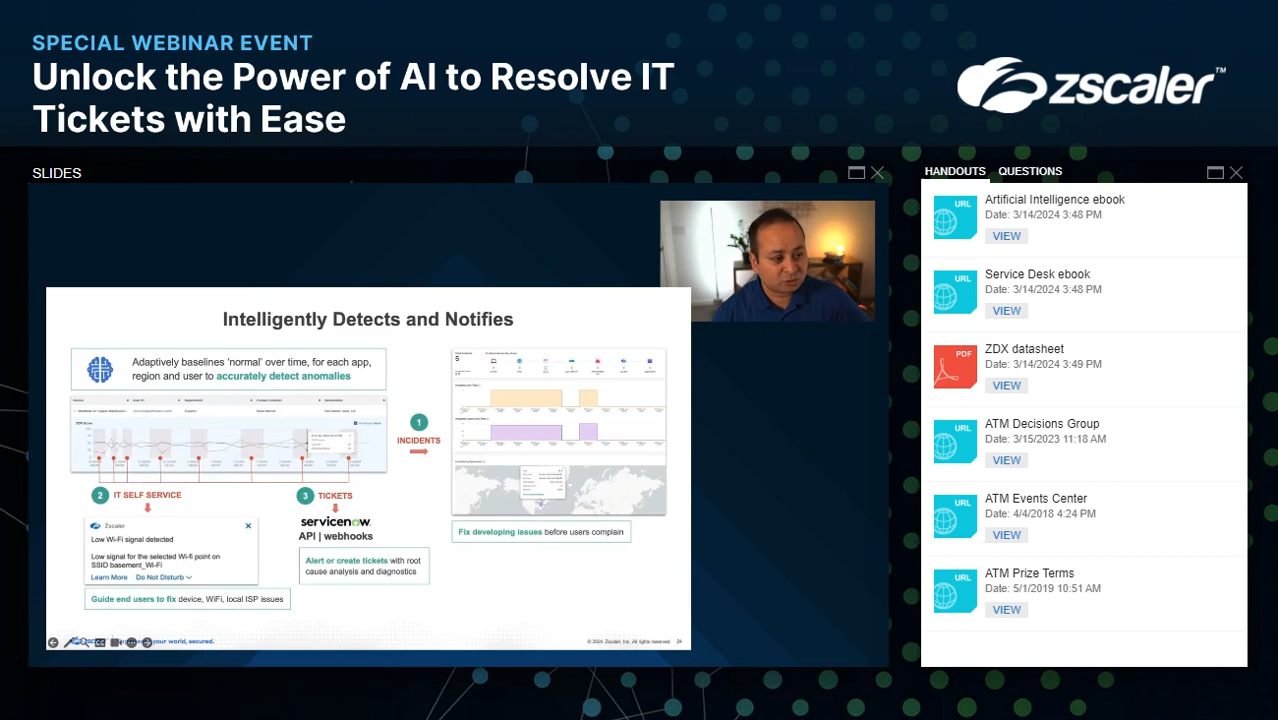 SPECIAL WEBINAR EVENT
Unlock the Power of AI to Resolve IT
Tickets with Ease
zscaler™
SLIDES
HANDOUTS
QUESTIONS
Intelligently Detects and Notifies
Adaptively baselines 'normal' over time, for each app,
region and user to accurately detect anomalies
1
INCIDENTS
2 IT SELF SERVICE
3 TICKETS
Zscaler
Low Wi-Fi signal detected
Low signal for the selected Wi-fi point on
SSID basement_Wi-Fi
Learn More Do Not Disturb
servicenow
API | webhooks
Alert or create tickets with root
cause analysis and diagnostics
Guide end users to fix device, WiFi, local ISP issues
5
Fix developing issues before users complain
your world, secured.
© 2024 Zscaler, Inc. All rights reserved.
URL
Artificial Intelligence ebook
Date: 3/14/2024 3:48 PM
VIEW
URL
Service Desk ebook
Date: 3/14/2024 3:48 PM
VIEW
PDF
ZDX datasheet
Date: 3/14/2024 3:49 PM
VIEW
URL
ATM Decisions Group
Date: 3/15/2023 11:18 AM
VIEW
URL
ATM Events Center
Date: 4/4/2018 4:24 PM
VIEW
URL
ATM Prize Terms
Date: 5/1/2019 10:51 AM
VIEW